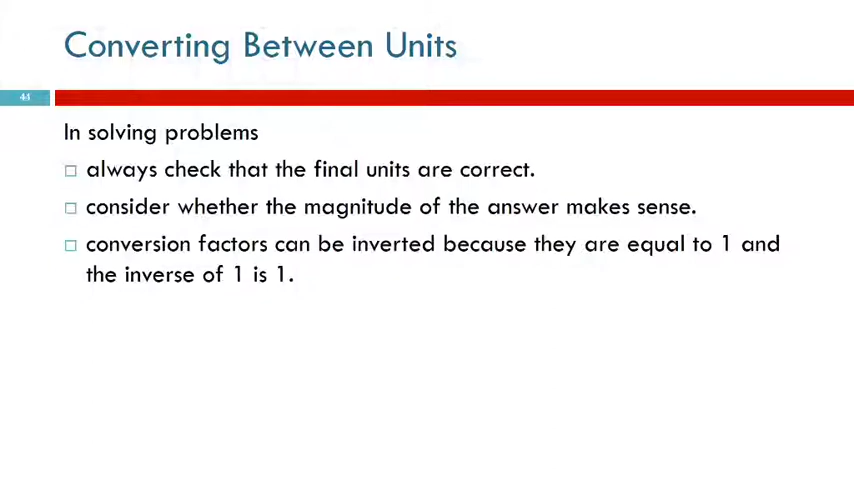 Converting Between Units
44
In solving problems
always check that the final units are correct.
consider whether the magnitude of the answer makes sense.
conversion factors can be inverted because they are equal to 1 and
the inverse of 1 is 1.